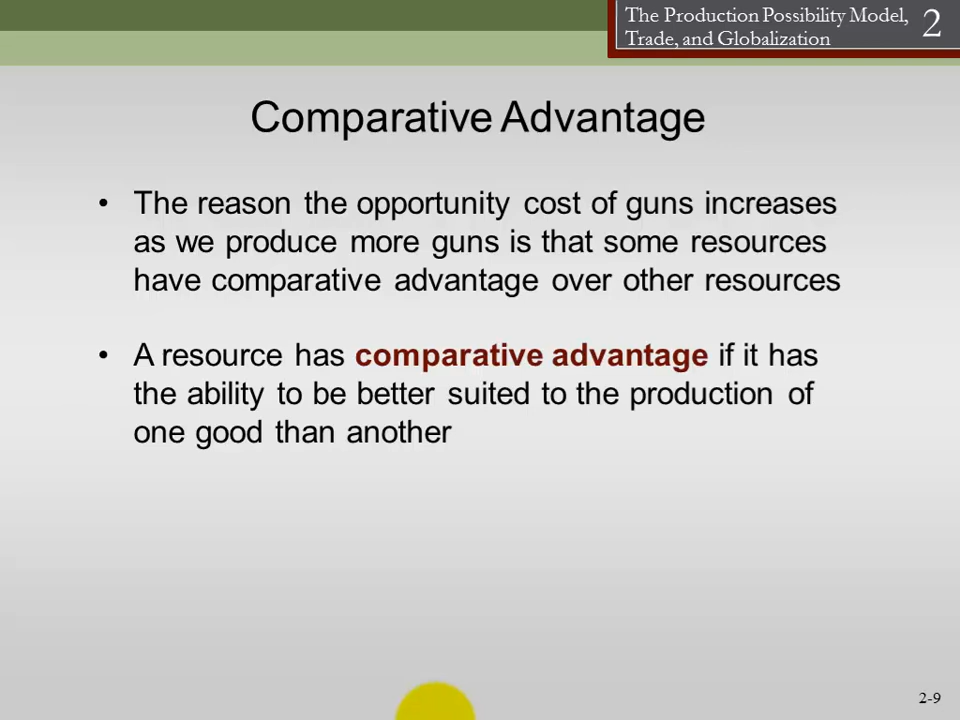 The Production Possibility Model, 2
Trade, and Globalization
Comparative Advantage
• The reason the opportunity cost of guns increases
as we produce more guns is that some resources
have comparative advantage over other resources
• A resource has comparative advantage if it has
the ability to be better suited to the production of
one good than another
2-9